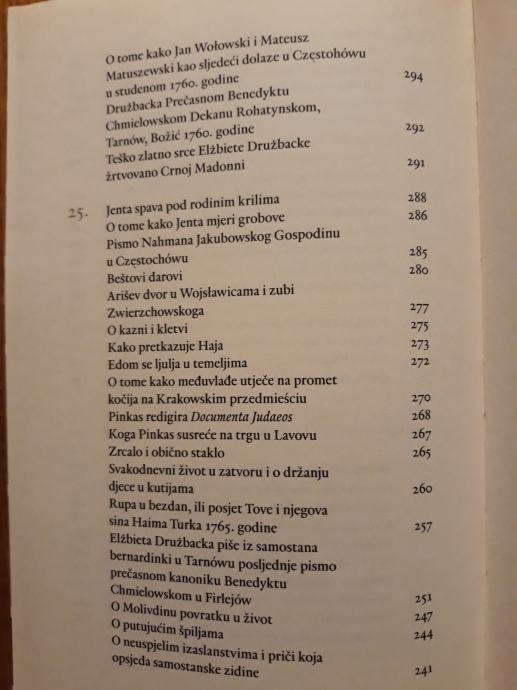 O tome kako Jan Wołowski i Mateusz
Matuszewski kao sljedeći dolaze u Częstohówu
u studenom 1760. godine 294
Družbacka Prečasnom Benedyktu
Chmielowskom Dekanu Rohatynskom,
Tarnów, Božić 1760. godine 292
Teško zlatno srce Elżbiete Drużbacke
žrtvovano Crnoj Madonni 291
25. Jenta spava pod rodinim krilima 288
O tome kako Jenta mjeri grobove 286
Pismo Nahmana Jakubowskog Gospodinu
u Częstochówu 285
Beštovi darovi 280
Arišev dvor u Wojsławicama i zubi
Zwierzchowskoga 277
O kazni i kletvi 275
Kako pretkazuje Haja 273
Edom se ljulja u temeljima 272
O tome kako međuvlađe utječe na promet
kočija na Krakowskim przedmieściu 270
Pinkas redigira Documenta Judaeos 268
Koga Pinkas susreće na trgu u Lavovu 267
Zrcalo i obično staklo 265
Svakodnevni život u zatvoru i o držanju
djece u kutijama 260
Rupa u bezdan, ili posjet Tove i njegova
sina Haima Turka 1765. godine 257
Elżbieta Drużbacka piše iz samostana
bernardinki u Tarnówu posljednje pismo
prečasnom kanoniku Benedyktu
Chmielowskom u Firlejów 251
O Molivdinu povratku u život 247
O putujućim špiljama 244
O neuspjelim izaslanstvima i priči koja
opsjeda samostanske zidine 241